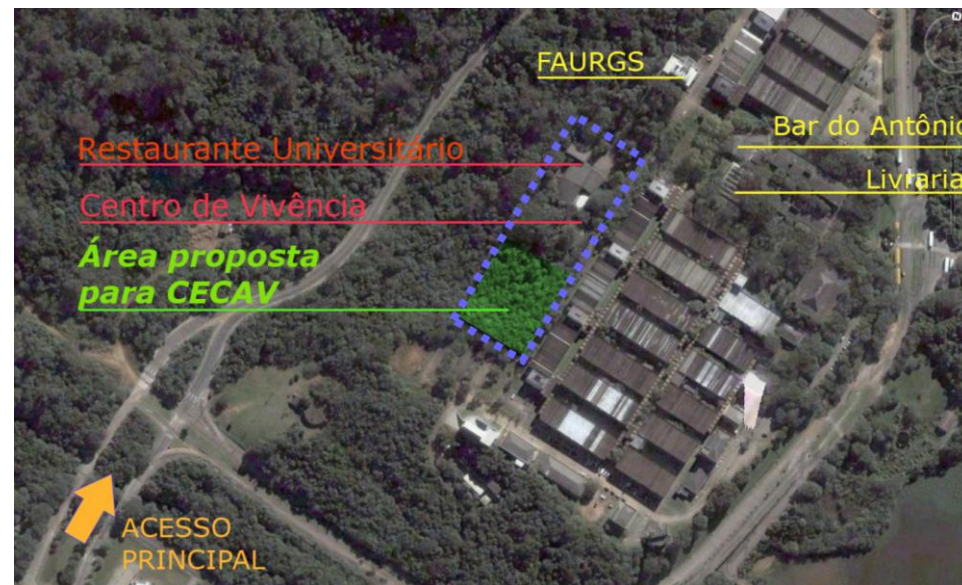 FAURGS
Bar do Antônio
Restaurante Universitário
Livraria
Centro de Vivência
Área proposta
para CECAV
ACESSO
PRINCIPAL